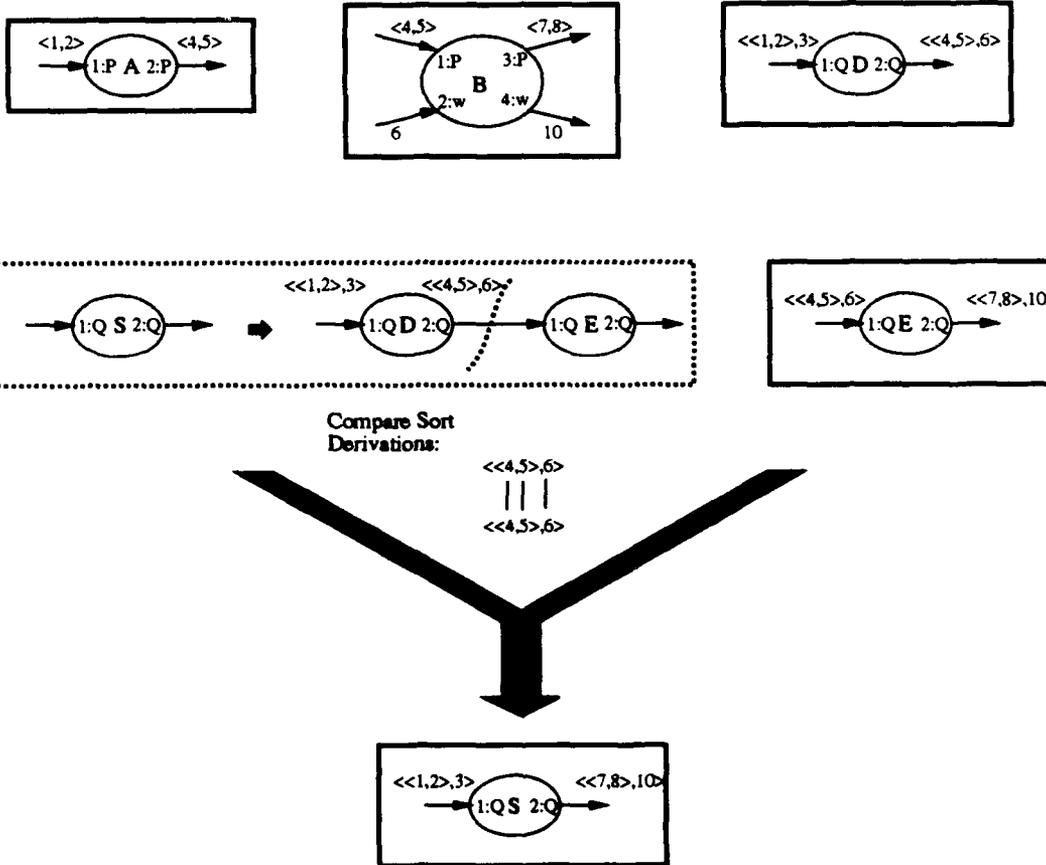 <1,2> <4,5>
1:P A 2:P
<4,5> <7,8>
1:P 3:P
B
2:w 4:w
6 10
<<1,2>,3> <<4,5>,6>
1:Q D 2:Q
1:Q S 2:Q
<<1,2>,3> <<4,5>,6>
1:Q D 2:Q
1:Q E 2:Q
<<4,5>,6> <<7,8>,10
1:Q E 2:Q
Compare Sort
Derivations:
<<4,5>,6>
<<4,5>,6>
<<1,2>,3> <<7,8>,10>
1:Q S 2:Q